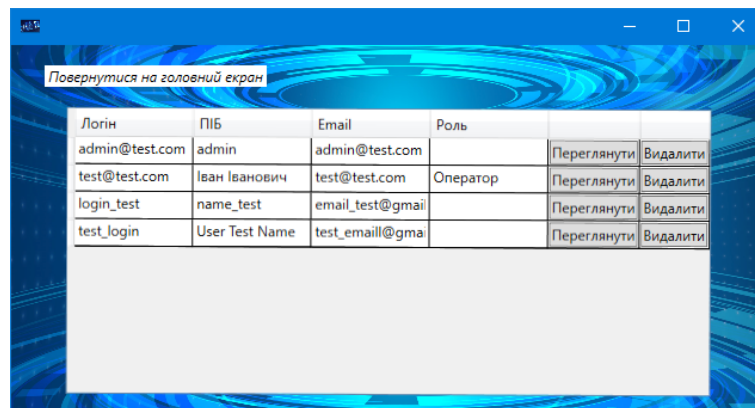 Повернутися на головний екран
Логін ПІБ Email Роль
admin@test.com admin admin@test.com Переглянути Видалити
test@test.com Іван Іванович test@test.com Оператор Переглянути Видалити
login_test name_test email_test@gmail Переглянути Видалити
test_login User Test Name test_emaill@gma Переглянути Видалити